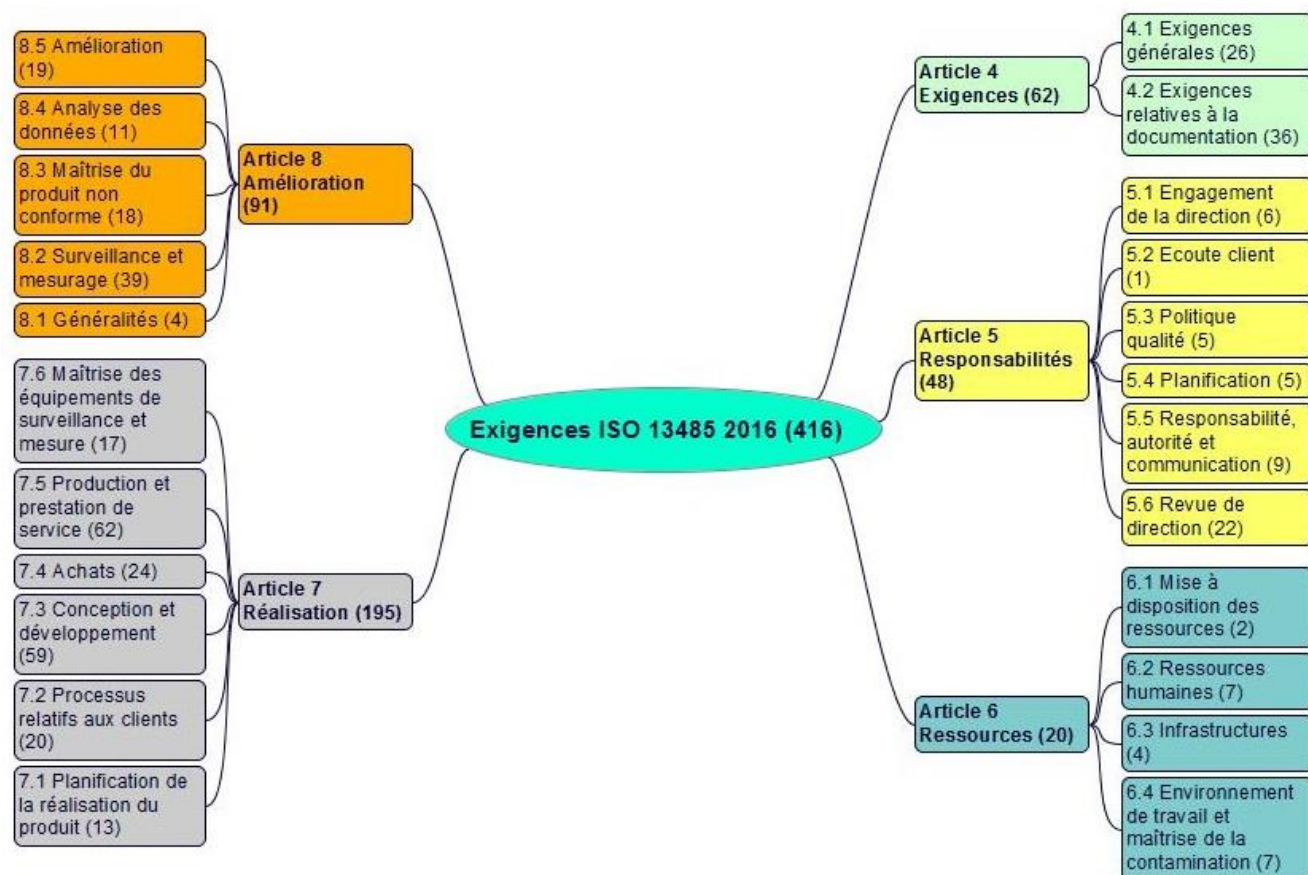 Exigences ISO 13485 2016 (416)
Article 4
Exigences (62)
4.1 Exigences
générales (26)
4.2 Exigences
relatives à la
documentation (36)
Article 5
Responsabilités
(48)
5.1 Engagement
de la direction (6)
5.2 Ecoute client
(1)
5.3 Politique
qualité (5)
5.4 Planification (5)
5.5 Responsabilité,
autorité et
communication (9)
5.6 Revue de
direction (22)
Article 6
Ressources (20)
6.1 Mise à
disposition des
ressources (2)
6.2 Ressources
humaines (7)
6.3 Infrastructures
(4)
6.4 Environnement
de travail et
maîtrise de la
contamination (7)
Article 7
Réalisation (195)
7.6 Maîtrise des
équipements de
surveillance et
mesure (17)
7.5 Production et
prestation de
service (62)
7.4 Achats (24)
7.3 Conception et
développement
(59)
7.2 Processus
relatifs aux clients
(20)
7.1 Planification de
la réalisation du
produit (13)
Article 8
Amélioration
(91)
8.5 Amélioration
(19)
8.4 Analyse des
données (11)
8.3 Maîtrise du
produit non
conforme (18)
8.2 Surveillance et
mesurage (39)
8.1 Généralités (4)